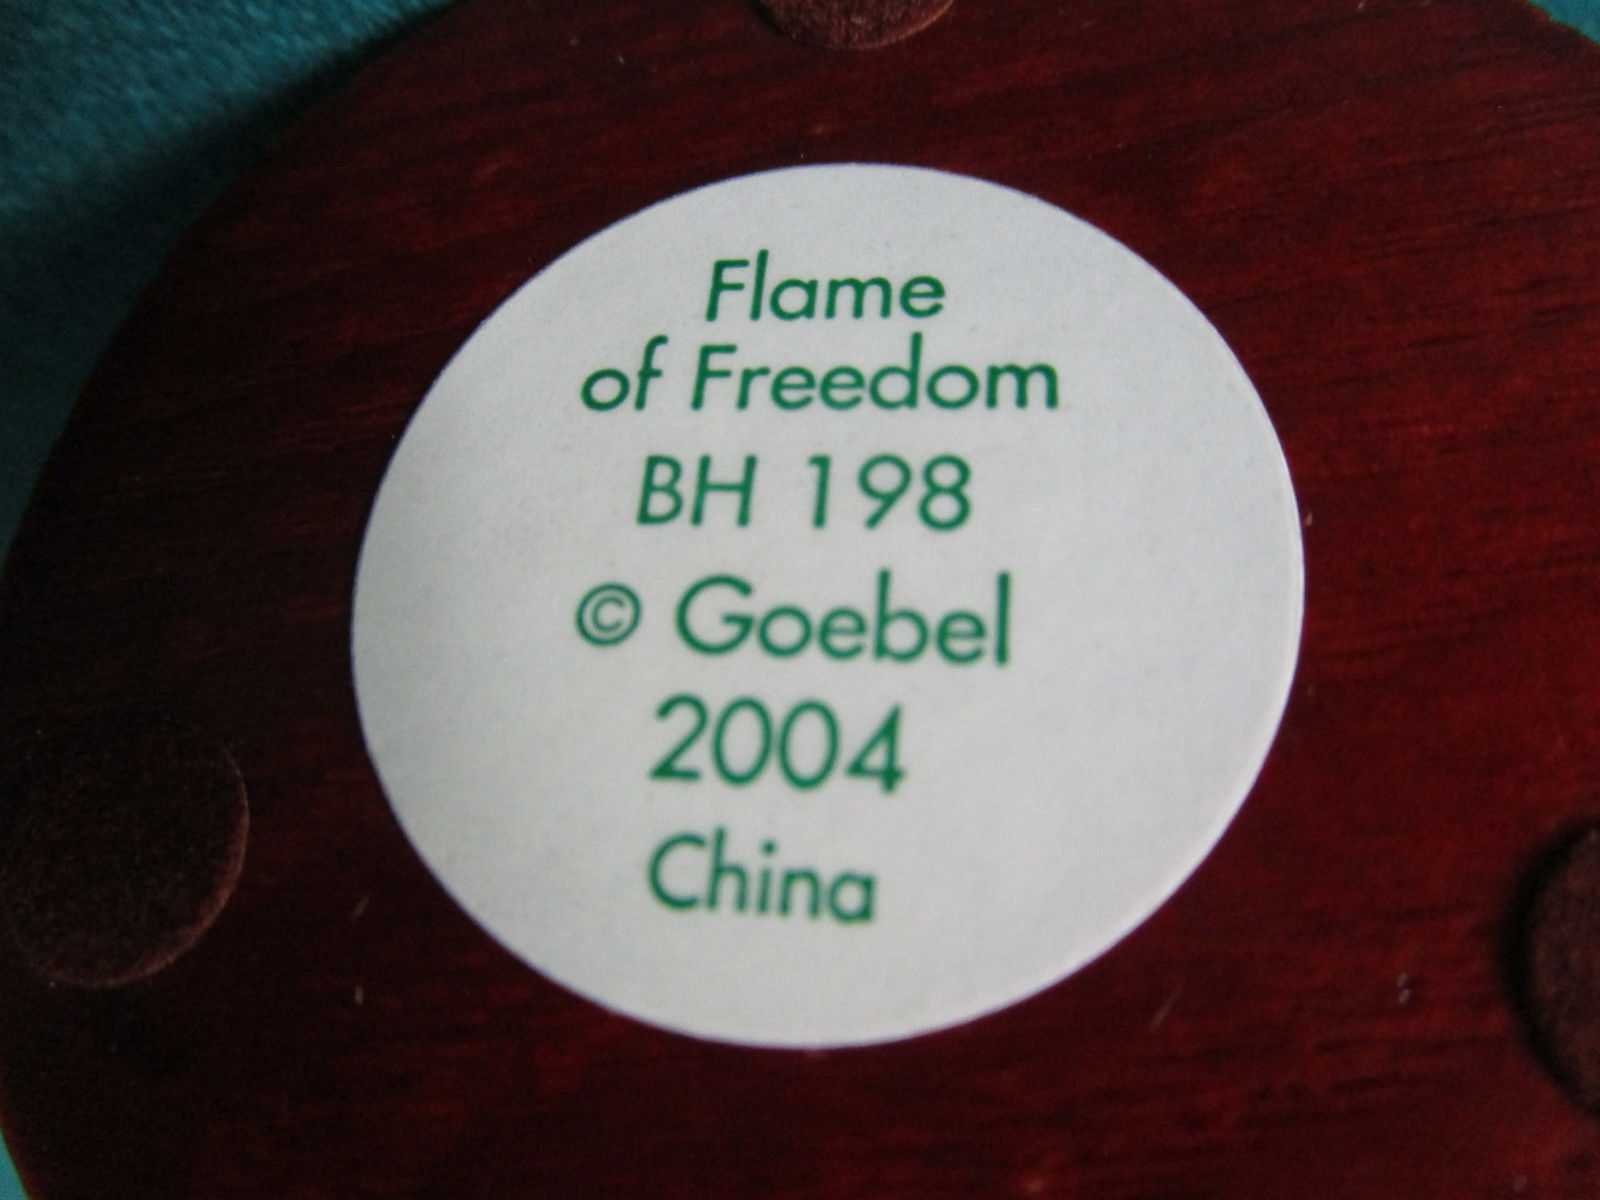 Flame
of Freedom
BH 198
© Goebel
2004
China